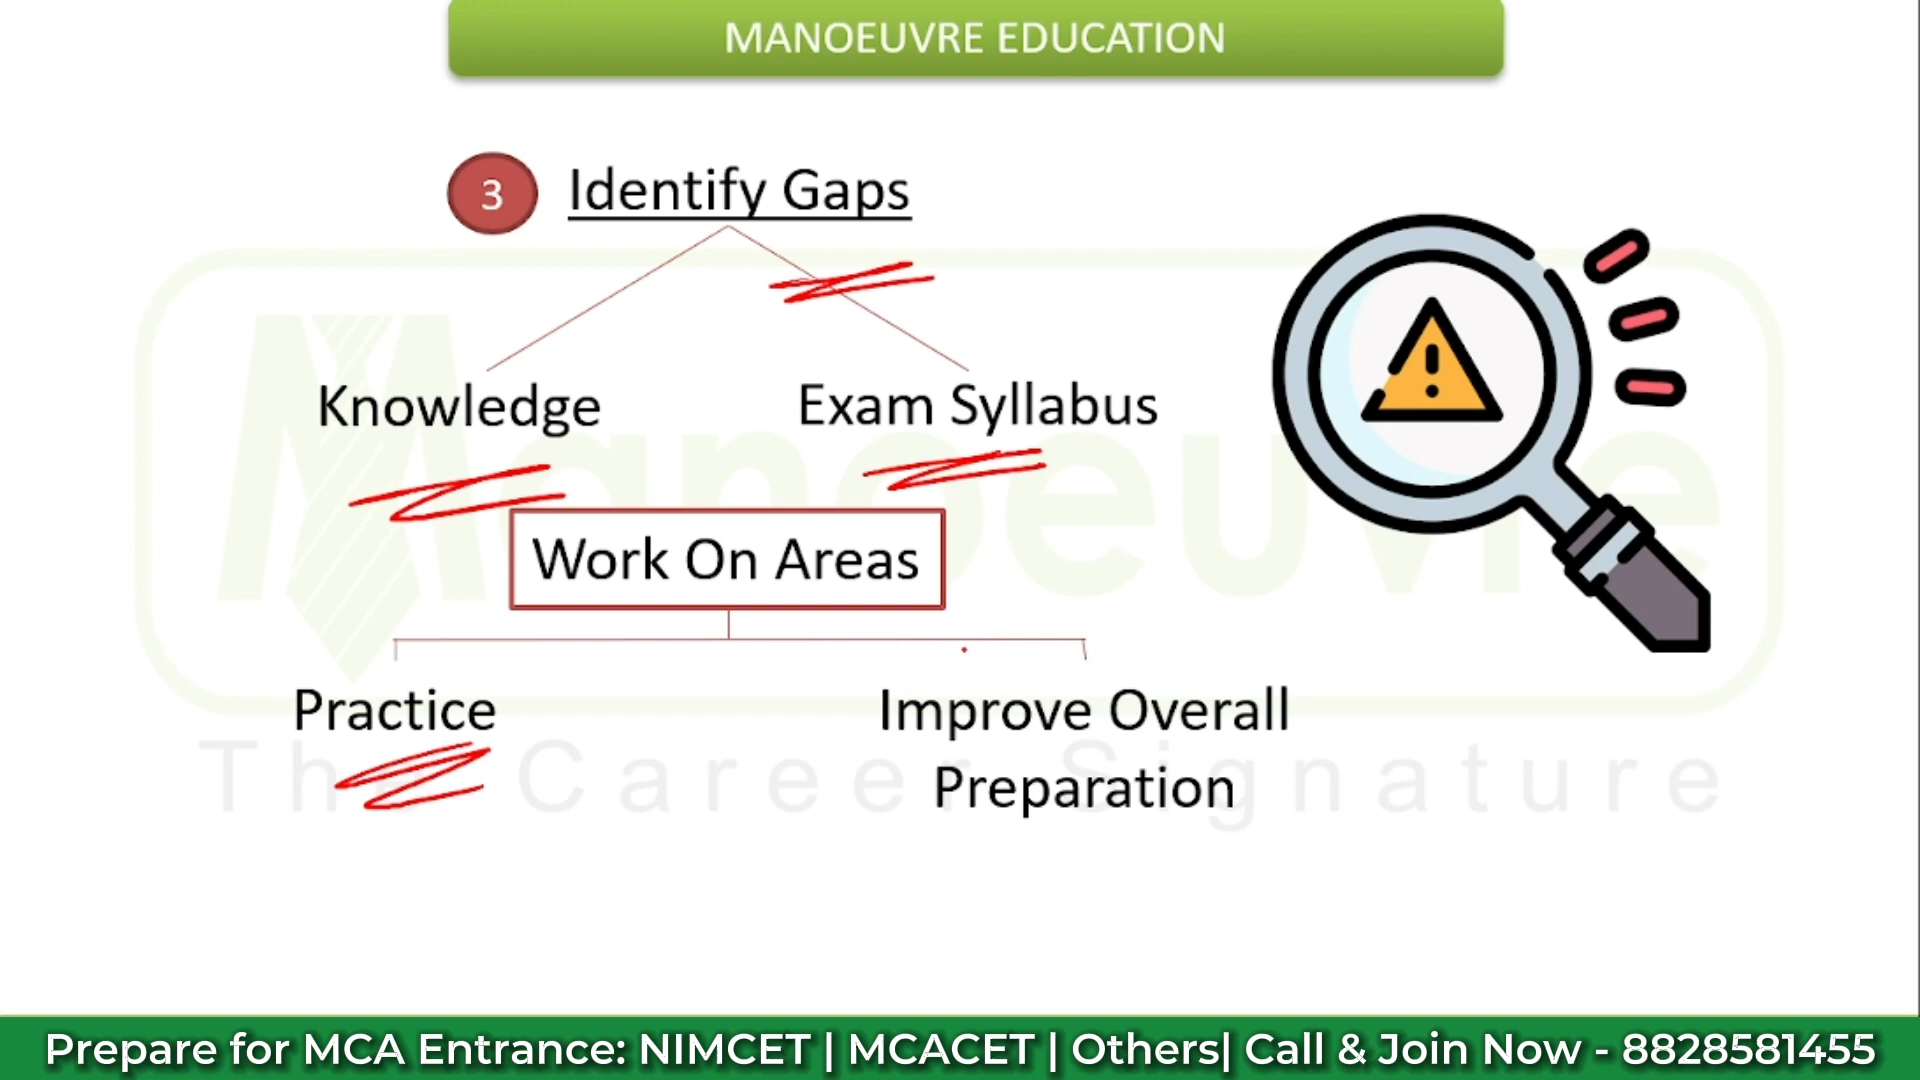 MANOEUVRE EDUCATION
3 Identify Gaps
Knowledge Exam Syllabus
Work On Areas
Practice Improve Overall
Preparation
Manoeuvre
The Career Signature
Prepare for MCA Entrance: NIMCET | MCACET | Others| Call & Join Now - 8828581455